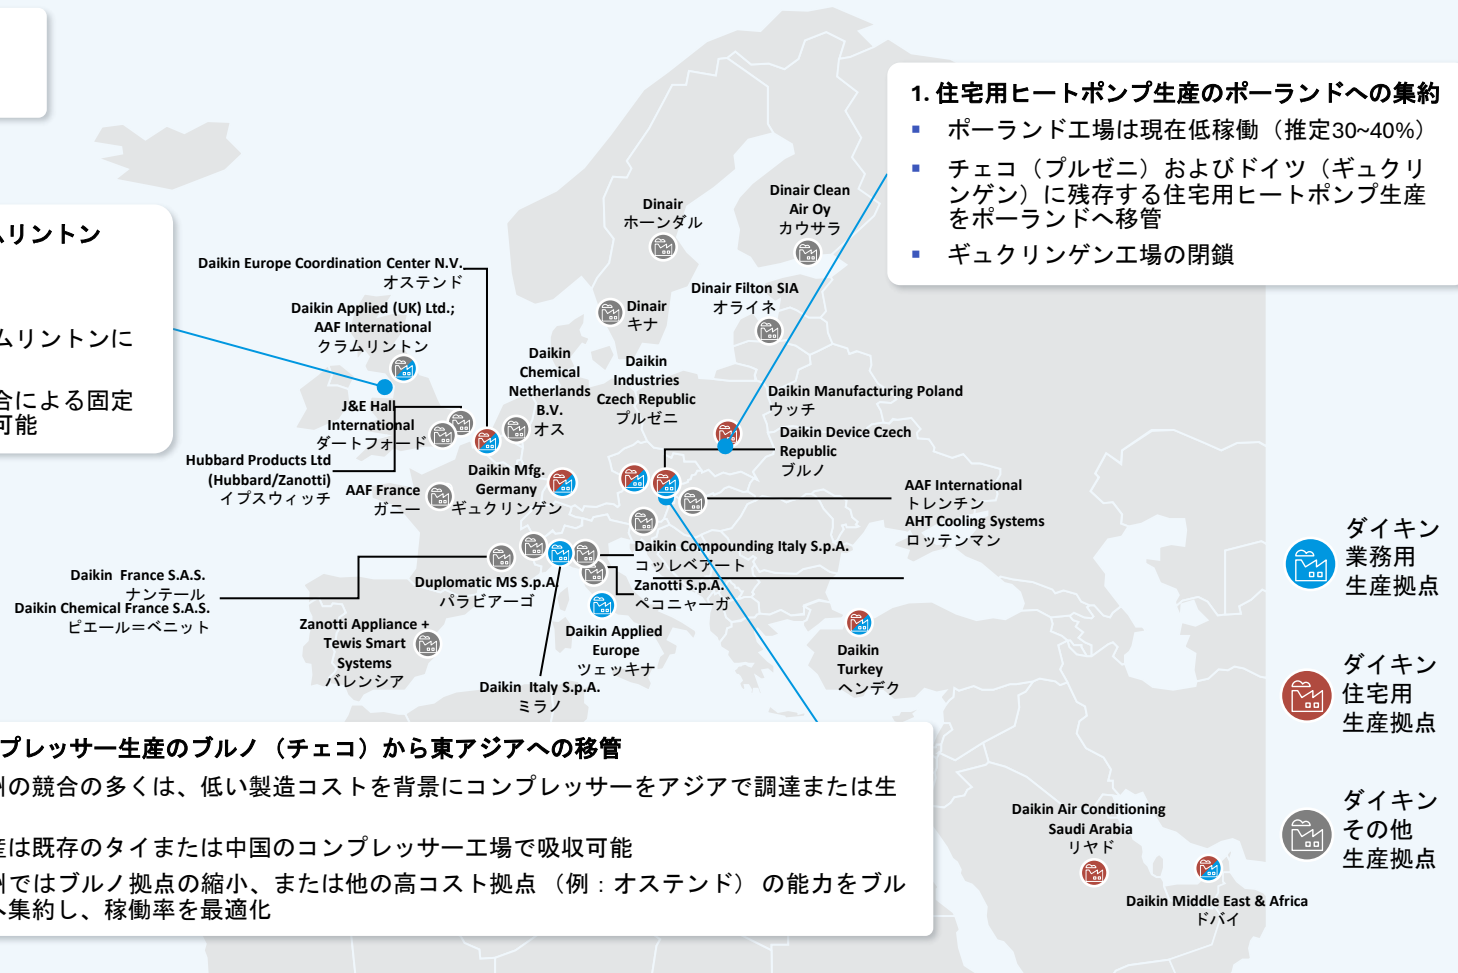 1. 住宅用ヒートポンプ生産のポーランドへの集約
▪ ポーランド工場は現在低稼働（推定30~40%）
▪ チェコ（プルゼニ）およびドイツ（ギュクリ
ンゲン）に残存する住宅用ヒートポンプ生産
をポーランドへ移管
▪ ギュクリンゲン工場の閉鎖
ムリントン
ムリントンに
合による固定
可能
Dinair
ホーンダル
Dinair Clean
Air Oy
カウサラ
Daikin Europe Coordination Center N.V.
オステンド
Dinair Filton SIA
オライネ
Daikin Applied (UK) Ltd.;
AAF International
クラムリントン
Dinair
キナ
Daikin
Chemical
Netherlands
B.V.
オス
Daikin
Industries
Czech Republic
プルゼニ
Daikin Manufacturing Poland
ウッチ
J&E Hall
International
ダートフォード
Daikin Device Czech
Republic
ブルノ
Hubbard Products Ltd
(Hubbard/Zanotti)
イプスウィッチ
Daikin Mfg.
Germany
ギュクリンゲン
AAF France
ガニー
AAF International
トレンチン
AHT Cooling Systems
ロッテンマン
Daikin Compounding Italy S.p.A.
コッレベアート
Daikin France S.A.S.
ナンテール
Daikin Chemical France S.A.S.
ピエール＝ベニット
Duplomatic MS S.p.A.
パラビアーゴ
Zanotti S.p.A.
ペコニャーガ
Zanotti Appliance +
Tewis Smart
Systems
バレンシア
Daikin Applied
Europe
ツェッキナ
Daikin
Turkey
ヘンデク
Daikin Italy S.p.A.
ミラノ
プレッサー生産のブルノ（チェコ）から東アジアへの移管
州の競合の多くは、低い製造コストを背景にコンプレッサーをアジアで調達または生
産は既存のタイまたは中国のコンプレッサー工場で吸収可能
州ではブルノ拠点の縮小、または他の高コスト拠点（例：オステンド）の能力をブル
へ集約し、稼働率を最適化
Daikin Air Conditioning
Saudi Arabia
リヤド
Daikin Middle East & Africa
ドバイ
ダイキン
業務用
生産拠点
ダイキン
住宅用
生産拠点
ダイキン
その他
生産拠点